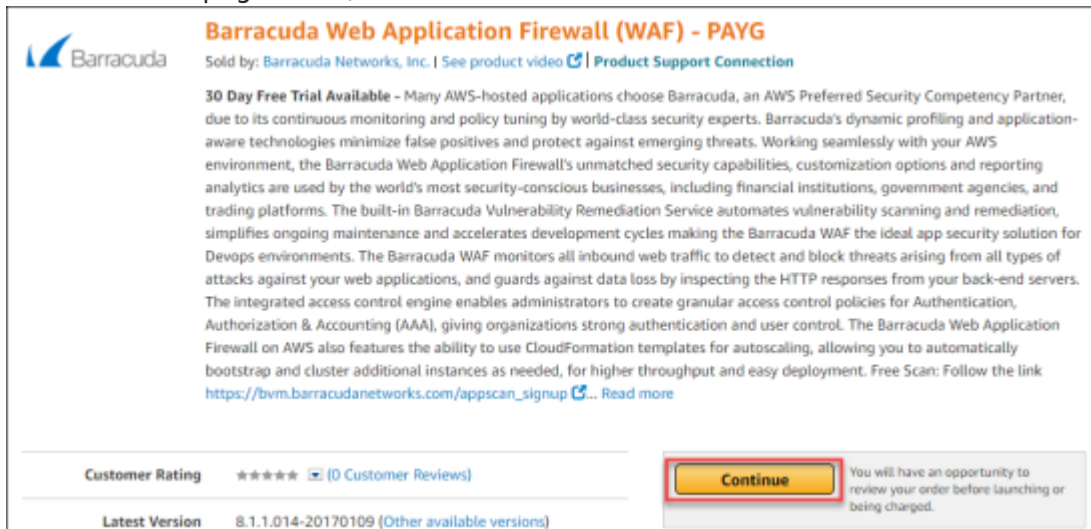 Barracuda Web Application Firewall (WAF) - PAYG
Barracuda
Sold by: Barracuda Networks, Inc. | See product video | Product Support Connection
30 Day Free Trial Available - Many AWS-hosted applications choose Barracuda, an AWS Preferred Security Competency Partner,
due to its continuous monitoring and policy tuning by world-class security experts. Barracuda's dynamic profiling and application-
aware technologies minimize false positives and protect against emerging threats. Working seamlessly with your AWS
environment, the Barracuda Web Application Firewall's unmatched security capabilities, customization options and reporting
analytics are used by the world's most security-conscious businesses, including financial institutions, government agencies, and
trading platforms. The built-in Barracuda Vulnerability Remediation Service automates vulnerability scanning and remediation,
simplifies ongoing maintenance and accelerates development cycles making the Barracuda WAF the ideal app security solution for
Devops environments. The Barracuda WAF monitors all inbound web traffic to detect and block threats arising from all types of
attacks against your web applications, and guards against data loss by inspecting the HTTP responses from your back-end servers.
The integrated access control engine enables administrators to create granular access control policies for Authentication,
Authorization & Accounting (AAA), giving organizations strong authentication and user control. The Barracuda Web Application
Firewall on AWS also features the ability to use CloudFormation templates for autoscaling, allowing you to automatically
bootstrap and cluster additional instances as needed, for higher throughput and easy deployment. Free Scan: Follow the link
https://bvm.barracudanetworks.com/appscan_signup ... Read more
Customer Rating (0 Customer Reviews)
Continue
You will have an opportunity to
review your order before launching or
being charged.
Latest Version 8.1.1.014-20170109 (Other available versions)